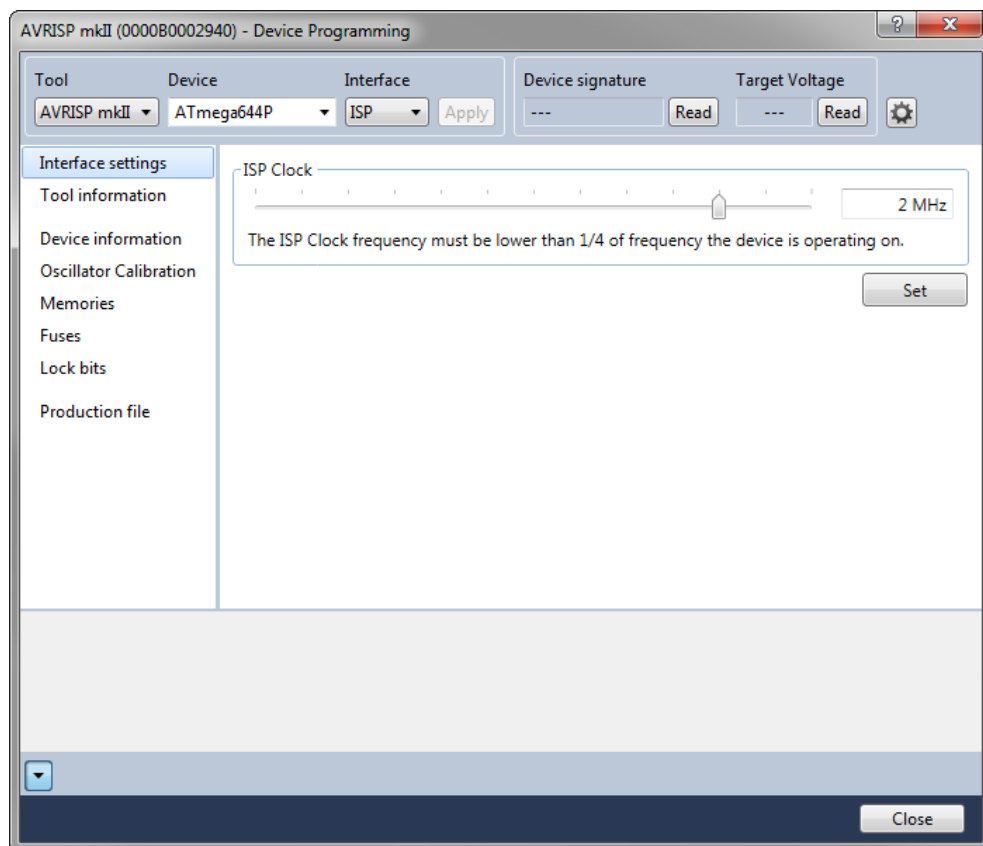 AVRISP mkII (0000B0002940) - Device Programming
Tool Device Interface Device signature Target Voltage
AVRISP mkII ATmega644P ISP Apply --- Read --- Read
Interface settings
Tool information
Device information
Oscillator Calibration
Memories
Fuses
Lock bits
Production file
ISP Clock
2 MHz
The ISP Clock frequency must be lower than 1/4 of frequency the device is operating on.
Set
Close